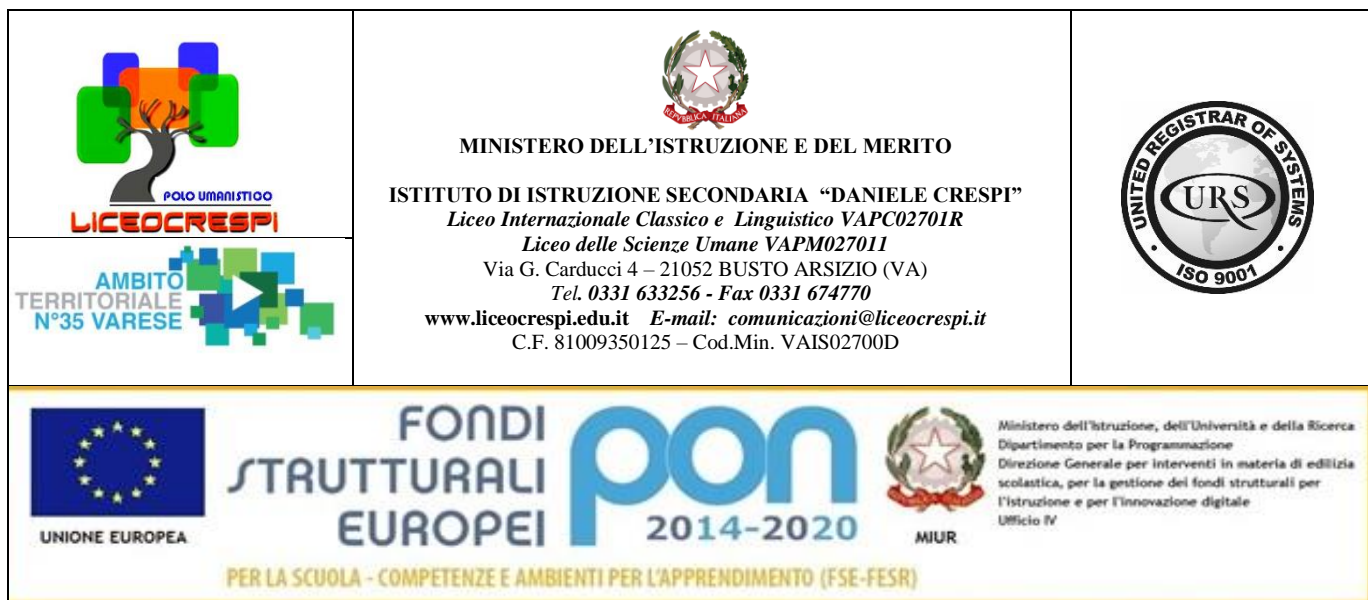 POLO UMANISTICO
LICEOCRESPI
AMBITO
TERRITORIALE
N°35 VARESE
REPVBBLICA ITALIANA
MINISTERO DELL’ISTRUZIONE E DEL MERITO
ISTITUTO DI ISTRUZIONE SECONDARIA “DANIELE CRESPI”
Liceo Internazionale Classico e Linguistico VAPC02701R
Liceo delle Scienze Umane VAPM027011
Via G. Carducci 4 – 21052 BUSTO ARSIZIO (VA)
Tel. 0331 633256 - Fax 0331 674770
www.liceocrespi.edu.it E-mail: comunicazioni@liceocrespi.it
C.F. 81009350125 – Cod.Min. VAIS02700D
UNITED REGISTRAR OF SYSTEMS
URS
ISO 9001
UNIONE EUROPEA
FONDI
STRUTTURALI
EUROPEI
pon
2014-2020
MIUR
Ministero dell'Istruzione, dell'Università e della Ricerca
Dipartimento per la Programmazione
Direzione Generale per interventi in materia di edilizia
scolastica, per la gestione dei fondi strutturali per
l'istruzione e per l'innovazione digitale
Ufficio IV
PER LA SCUOLA - COMPETENZE E AMBIENTI PER L'APPRENDIMENTO (FSE-FESR)